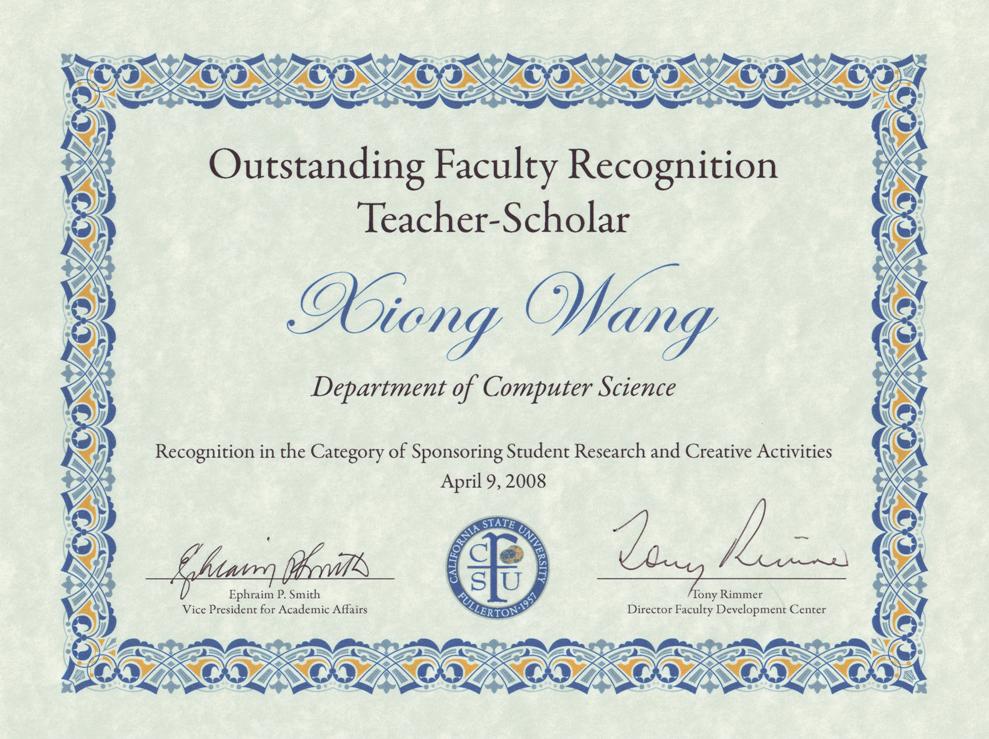 Outstanding Faculty Recognition
Teacher-Scholar
Xiong Wang
Department of Computer Science
Recognition in the Category of Sponsoring Student Research and Creative Activities
April 9, 2008
Ephraim P Smith
Tony Rimmer
Ephraim P. Smith
Vice President for Academic Affairs
CALIFORNIA STATE UNIVERSITY
CSU
f
FULLERTON·1957
Tony Rimmer
Director Faculty Development Center